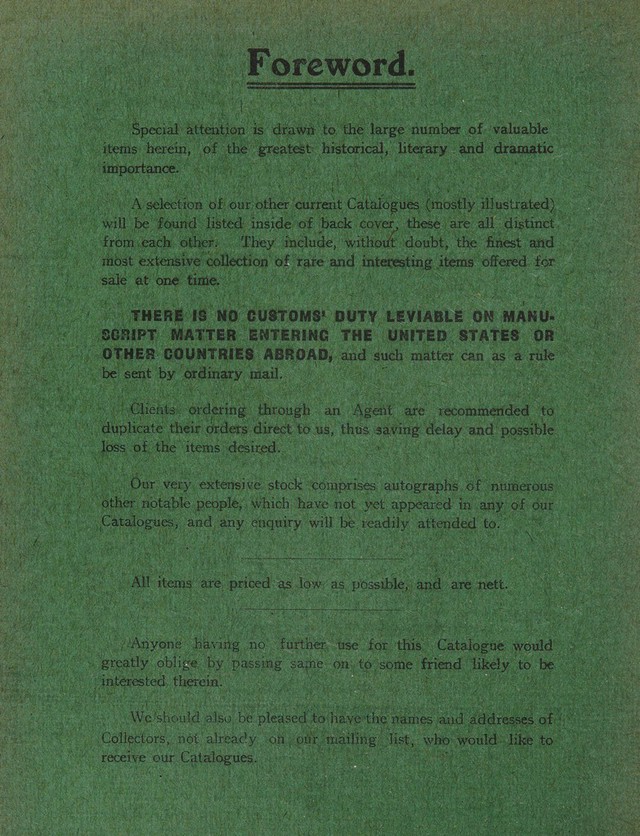 Foreword.
Special attention is drawn to the large number of valuable
items herein, of the greatest historical, literary and dramatic
importance.
A selection of our other current Catalogues (mostly illustrated)
will be found listed inside of back cover, these are all distinct
from each other. They include, without doubt, the finest and
most extensive collection of rare and interesting items offered for
sale at one time.
THERE IS NO CUSTOMS' DUTY LEVIABLE ON MANU-
SCRIPT MATTER ENTERING THE UNITED STATES OR
OTHER COUNTRIES ABROAD, and such matter can as a rule
be sent by ordinary mail.
Clients ordering through an Agent are recommended to
duplicate their orders direct to us, thus saving delay and possible
loss of the items desired.
Our very extensive stock comprises autographs of numerous
other notable people, which have not yet appeared in any of our
Catalogues, and any enquiry will be readily attended to.
All items are priced as low as possible, and are nett.
Anyone having no further use for this Catalogue would
greatly oblige by passing same on to some friend likely to be
interested therein.
We should also be pleased to have the names and addresses of
Collectors, not already on our mailing list, who would like to
receive our Catalogues.